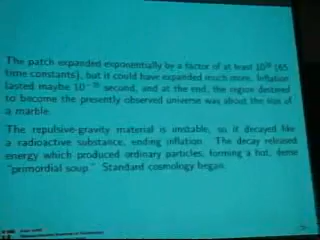 The patch expanded exponentially by a factor of at least 10²⁸ (65
time constants), but it could have expanded much more. Inflation
lasted maybe 10⁻³⁵ second, and at the end, the region destined
to become the presently observed universe was about the size of
a marble.
The repulsive-gravity material is unstable, so it decayed like
a radioactive substance, ending inflation. The decay released
energy which produced ordinary particles, forming a hot, dense
"primordial soup." Standard cosmology began.